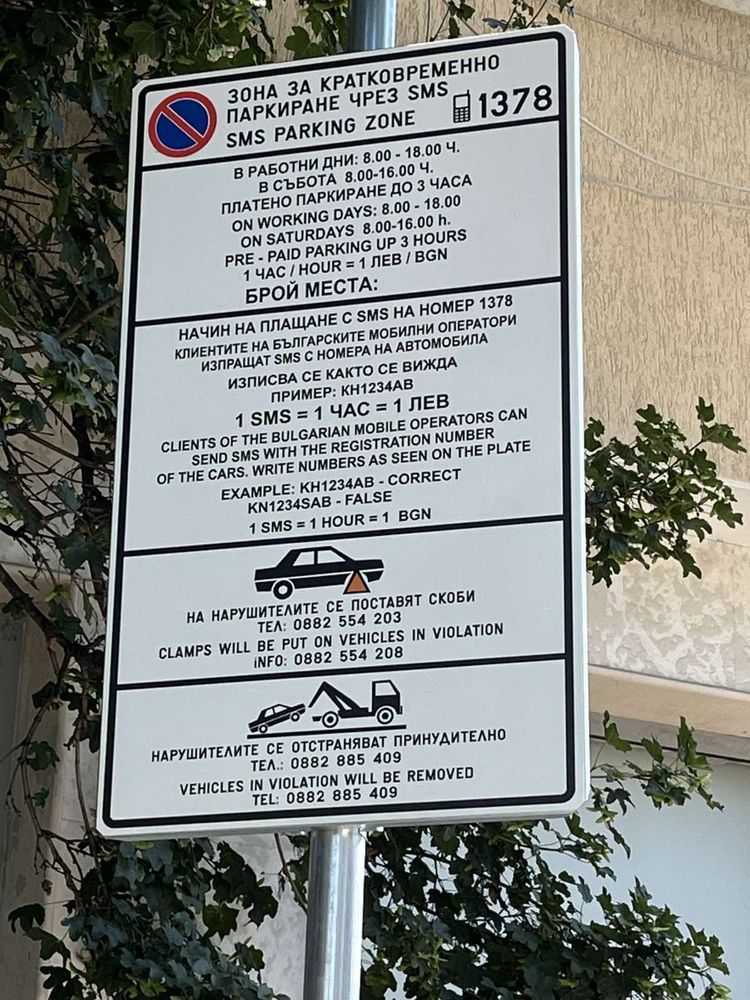 ЗОНА ЗА КРАТКОВРЕМЕННО
ПАРКИРАНЕ ЧРЕЗ SMS
SMS PARKING ZONE
1378
В РАБОТНИ ДНИ: 8.00 - 18.00 Ч.
В СЪБОТА 8.00-16.00 Ч.
ПЛАТЕНО ПАРКИРАНЕ ДО 3 ЧАСА
ON WORKING DAYS: 8.00 - 18.00
ON SATURDAYS 8.00-16.00 h.
PRE - PAID PARKING UP 3 HOURS
1 ЧАС / HOUR = 1 ЛЕВ / BGN
БРОЙ МЕСТА:
НАЧИН НА ПЛАЩАНЕ С SMS НА НОМЕР 1378
КЛИЕНТИТЕ НА БЪЛГАРСКИТЕ МОБИЛНИ ОПЕРАТОРИ
ИЗПРАЩАТ SMS С НОМЕРА НА АВТОМОБИЛА
ИЗПИСВА СЕ КАКТО СЕ ВИЖДА
ПРИМЕР: КН1234АВ
1 SMS = 1 ЧАС = 1 ЛЕВ
CLIENTS OF THE BULGARIAN MOBILE OPERATORS CAN
SEND SMS WITH THE REGISTRATION NUMBER
OF THE CARS. WRITE NUMBERS AS SEEN ON THE PLATE
EXAMPLE: KH1234AB - CORRECT
KN1234SAB - FALSE
1 SMS = 1 HOUR = 1 BGN
НА НАРУШИТЕЛИТЕ СЕ ПОСТАВЯТ СКОБИ
ТЕЛ: 0882 554 203
CLAMPS WILL BE PUT ON VEHICLES IN VIOLATION
INFO: 0882 554 208
НАРУШИТЕЛИТЕ СЕ ОТСТРАНЯВАТ ПРИНУДИТЕЛНО
ТЕЛ.: 0882 885 409
VEHICLES IN VIOLATION WILL BE REMOVED
TEL: 0882 885 409